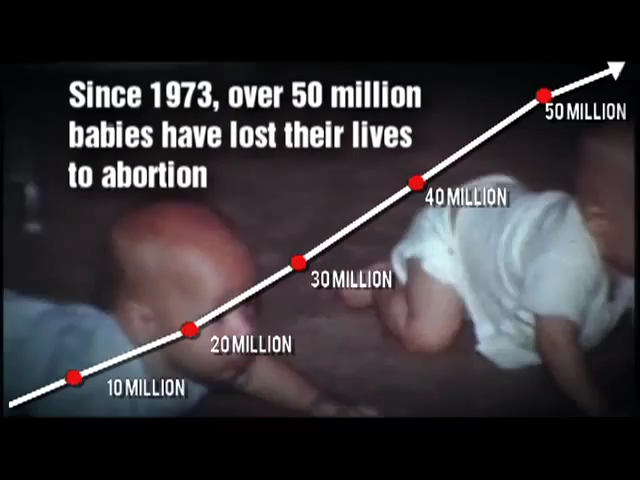 Since 1973, over 50 million
babies have lost their lives
to abortion
50 MILLION
40 MILLION
30 MILLION
20 MILLION
10 MILLION